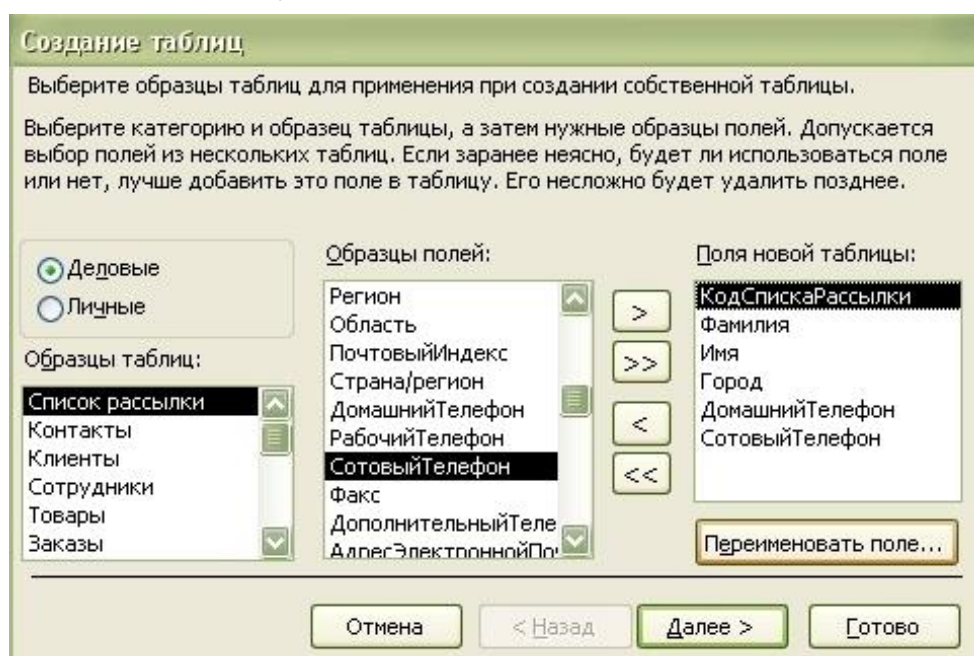 Создание таблиц
Выберите образцы таблиц для применения при создании собственной таблицы.
Выберите категорию и образец таблицы, а затем нужные образцы полей. Допускается
выбор полей из нескольких таблиц. Если заранее неясно, будет ли использоваться поле
или нет, лучше добавить это поле в таблицу. Его несложно будет удалить позднее.
Деловые
Личные
Образцы таблиц:
Список рассылки
Контакты
Клиенты
Сотрудники
Товары
Заказы
Образцы полей:
Регион
Область
ПочтовыйИндекс
Страна/регион
ДомашнийТелефон
РабочийТелефон
СотовыйТелефон
Факс
ДополнительныйТеле
АдресЭлектроннойПо
>
>>
<
<<
Поля новой таблицы:
КодСпискаРассылки
Фамилия
Имя
Город
ДомашнийТелефон
СотовыйТелефон
Переименовать поле...
Отмена
< Назад
Далее >
Готово